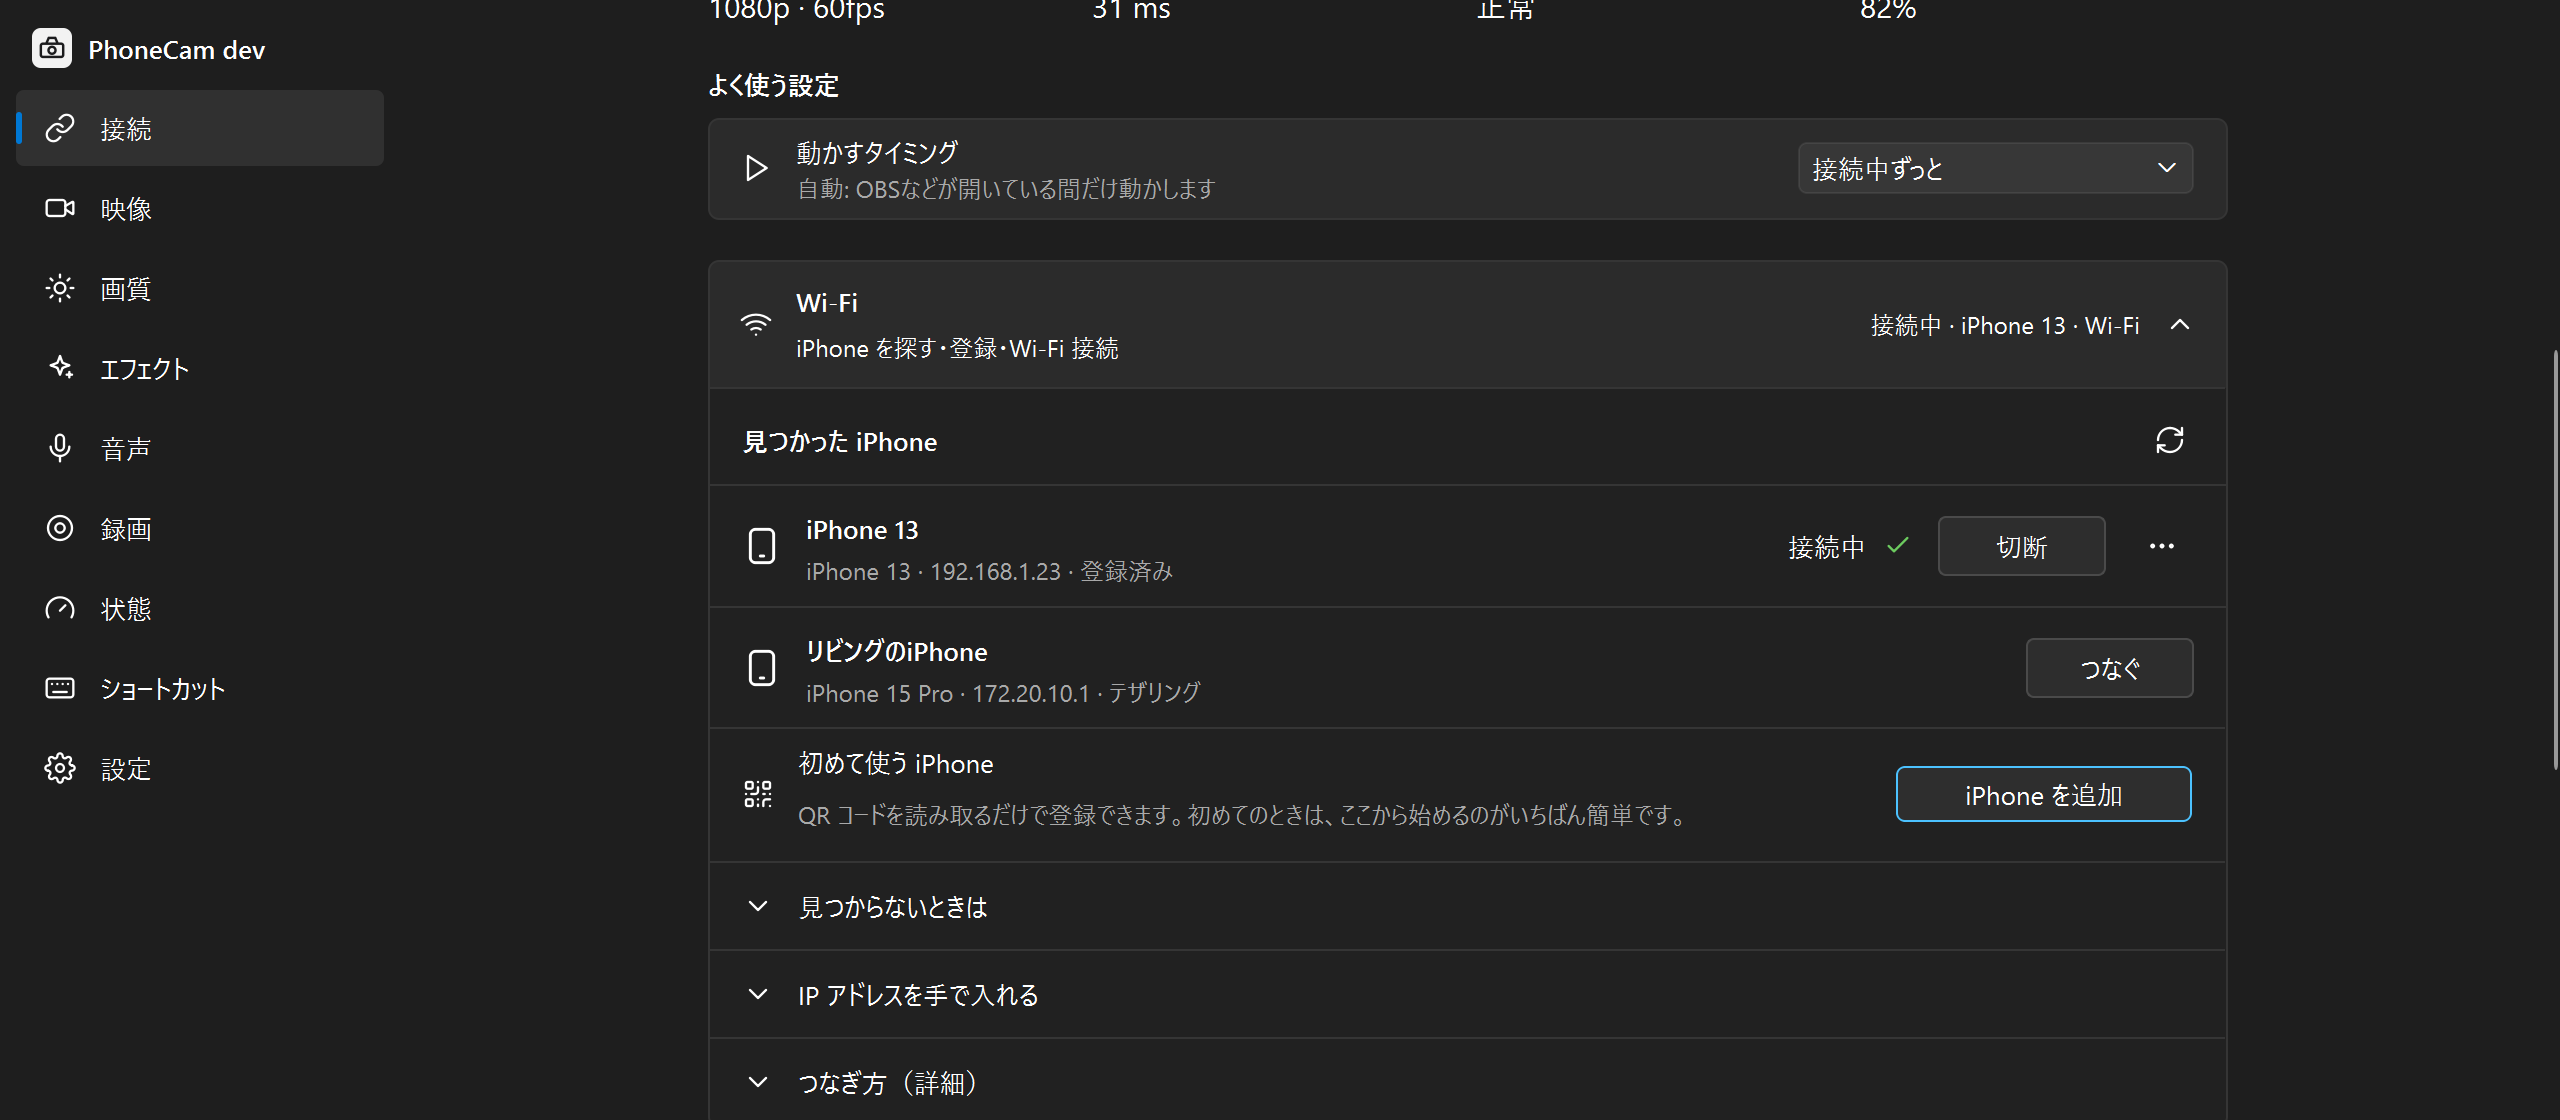 PhoneCam dev
接続
映像
画質
エフェクト
音声
録画
状態
ショートカット
設定
1080p · 60fps
31 ms
正常
82%
よく使う設定
動かすタイミング
自動: OBSなどが開いている間だけ動かします
接続中ずっと
Wi-Fi
iPhone を探す・登録・Wi-Fi 接続
接続中 · iPhone 13 · Wi-Fi
見つかった iPhone
iPhone 13
iPhone 13 · 192.168.1.23 · 登録済み
接続中
切断
リビングのiPhone
iPhone 15 Pro · 172.20.10.1 · テザリング
つなぐ
初めて使う iPhone
QR コードを読み取るだけで登録できます。初めてのときは、ここから始めるのがいちばん簡単です。
iPhone を追加
見つからないときは
IP アドレスを手で入れる
つなぎ方（詳細）